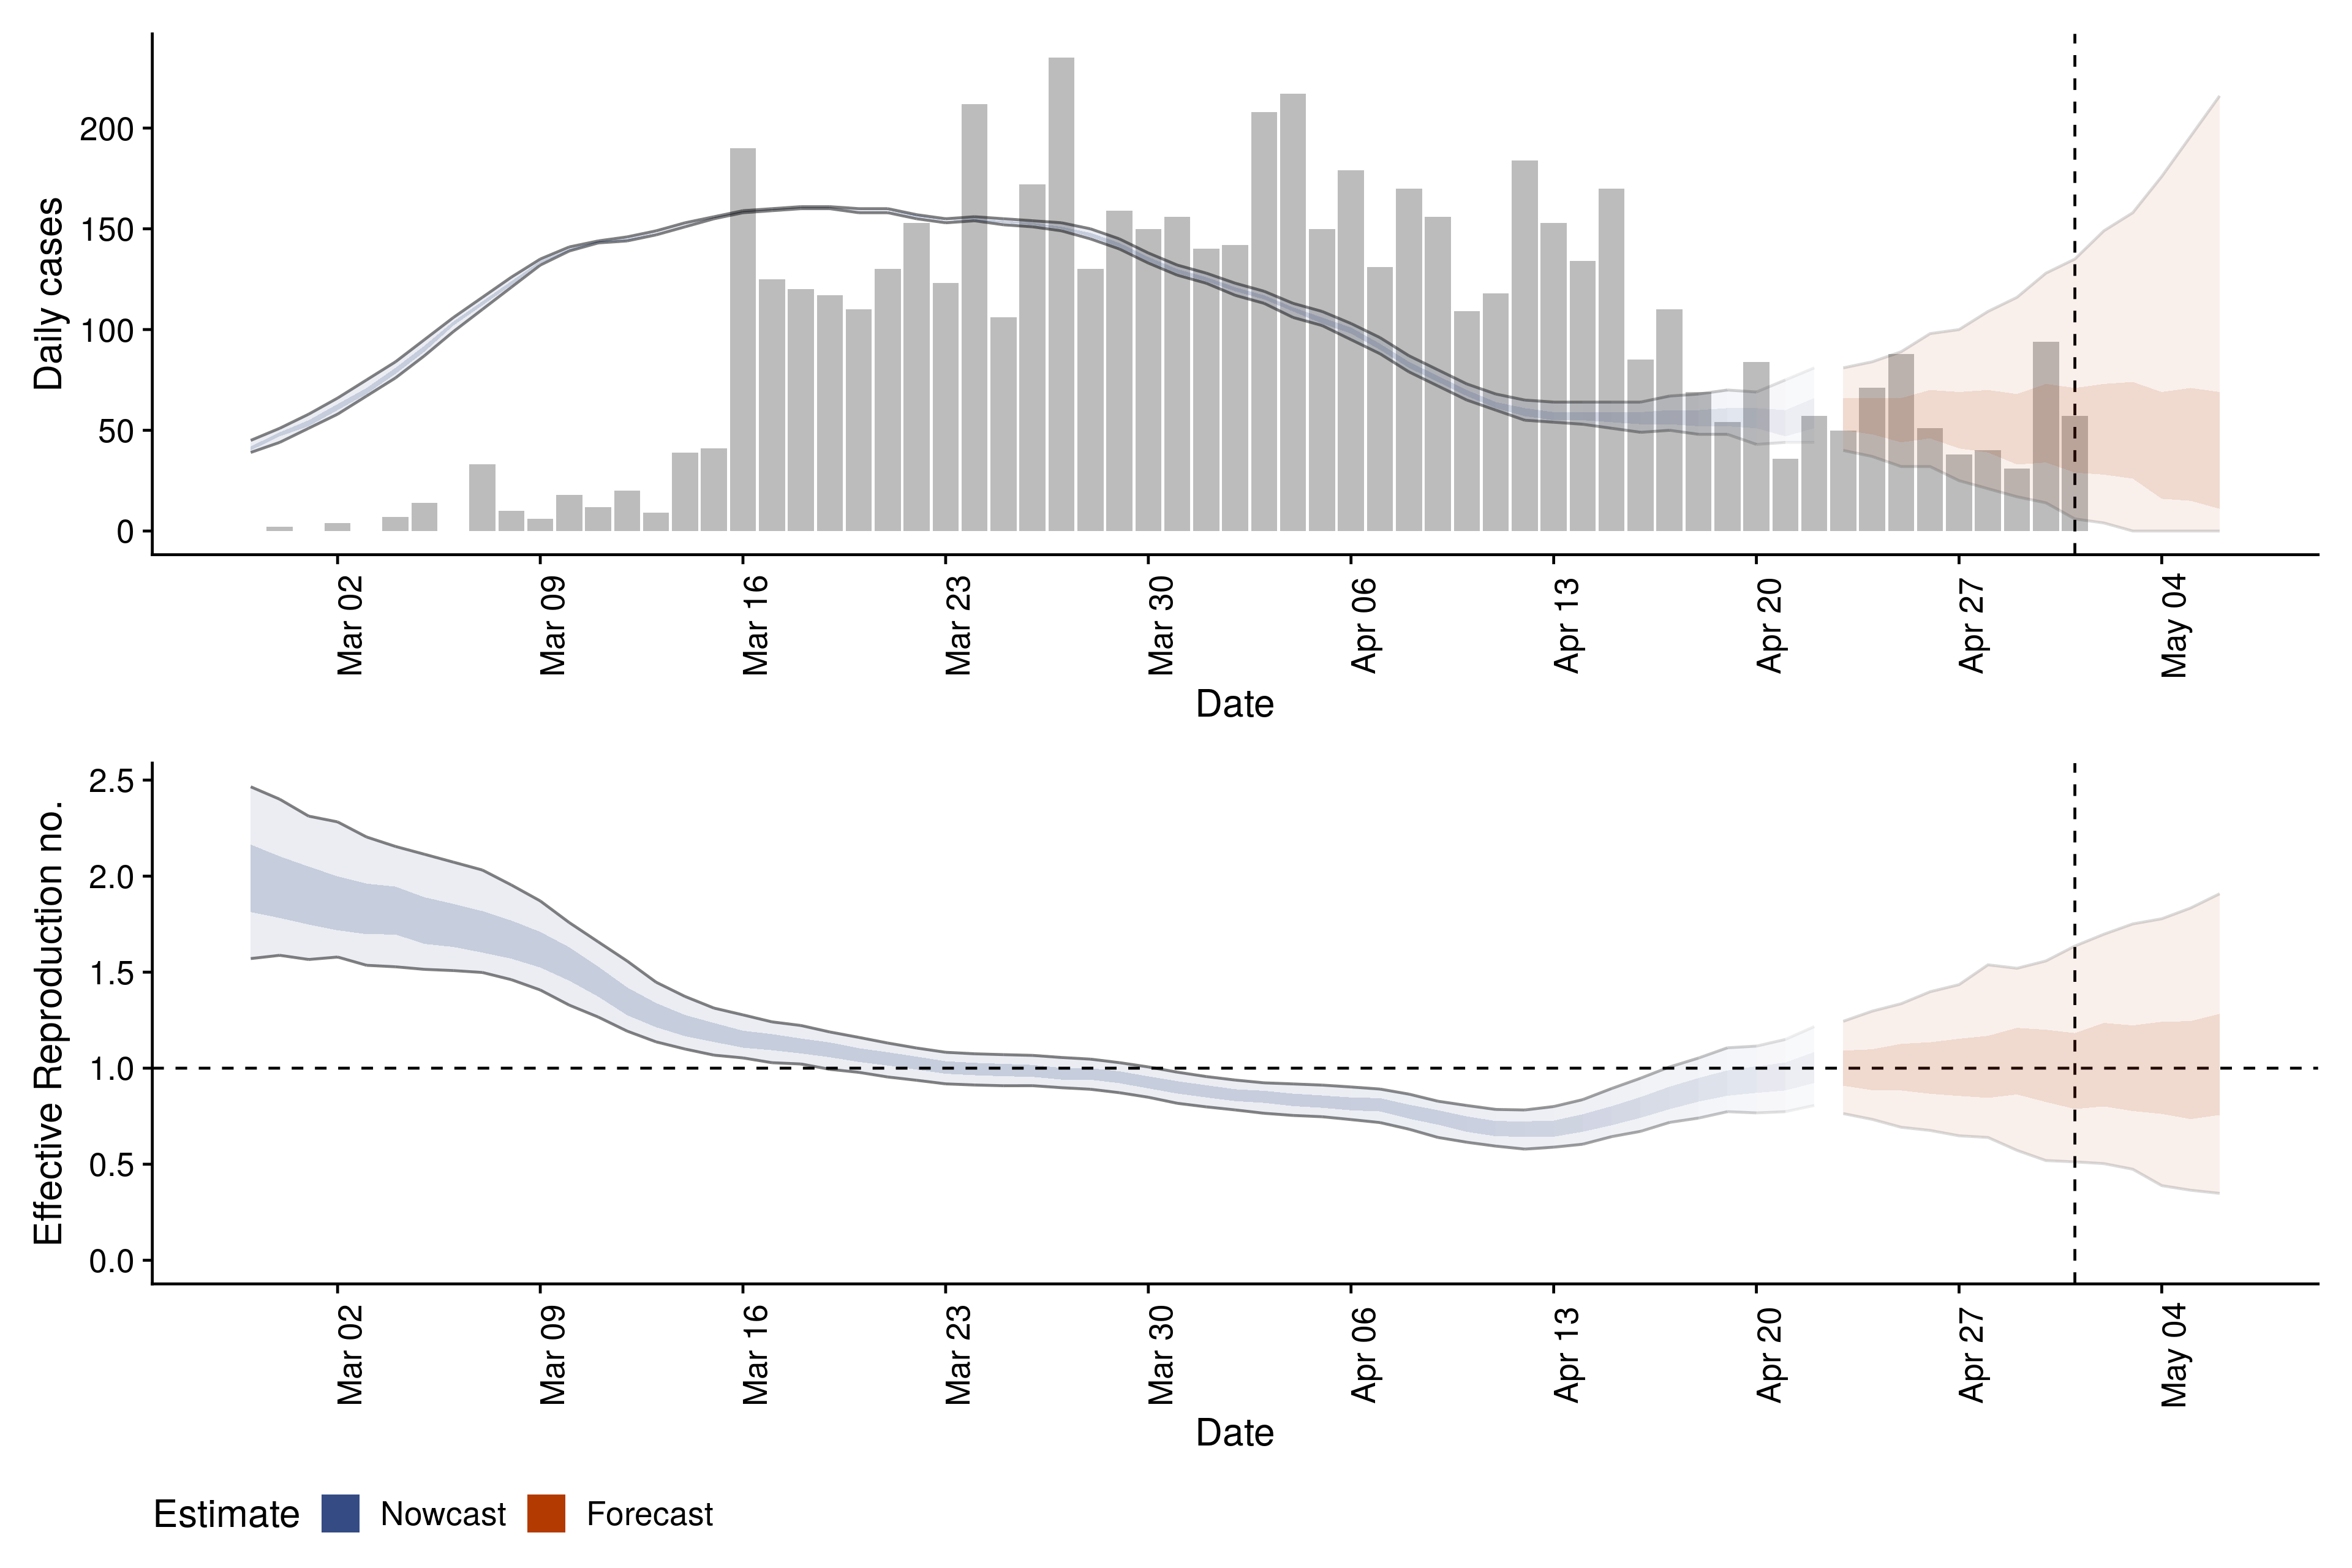 Daily cases
200
150
100
50
0
Mar 02 Mar 09 Mar 16 Mar 23 Mar 30 Apr 06 Apr 13 Apr 20 Apr 27 May 04
Date
Effective Reproduction no.
2.5
2.0
1.5
1.0
0.5
0.0
Mar 02 Mar 09 Mar 16 Mar 23 Mar 30 Apr 06 Apr 13 Apr 20 Apr 27 May 04
Date
Estimate Nowcast Forecast